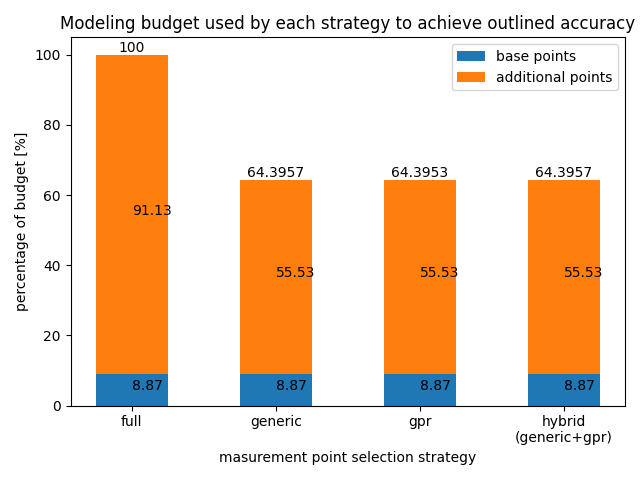 Modeling budget used by each strategy to achieve outlined accuracy
percentage of budget [%]
100
80
60
40
20
0
base points
additional points
100
64.3957
64.3953
64.3957
91.13
55.53
55.53
55.53
8.87
8.87
8.87
8.87
full
generic
gpr
hybrid
(generic+gpr)
masurement point selection strategy